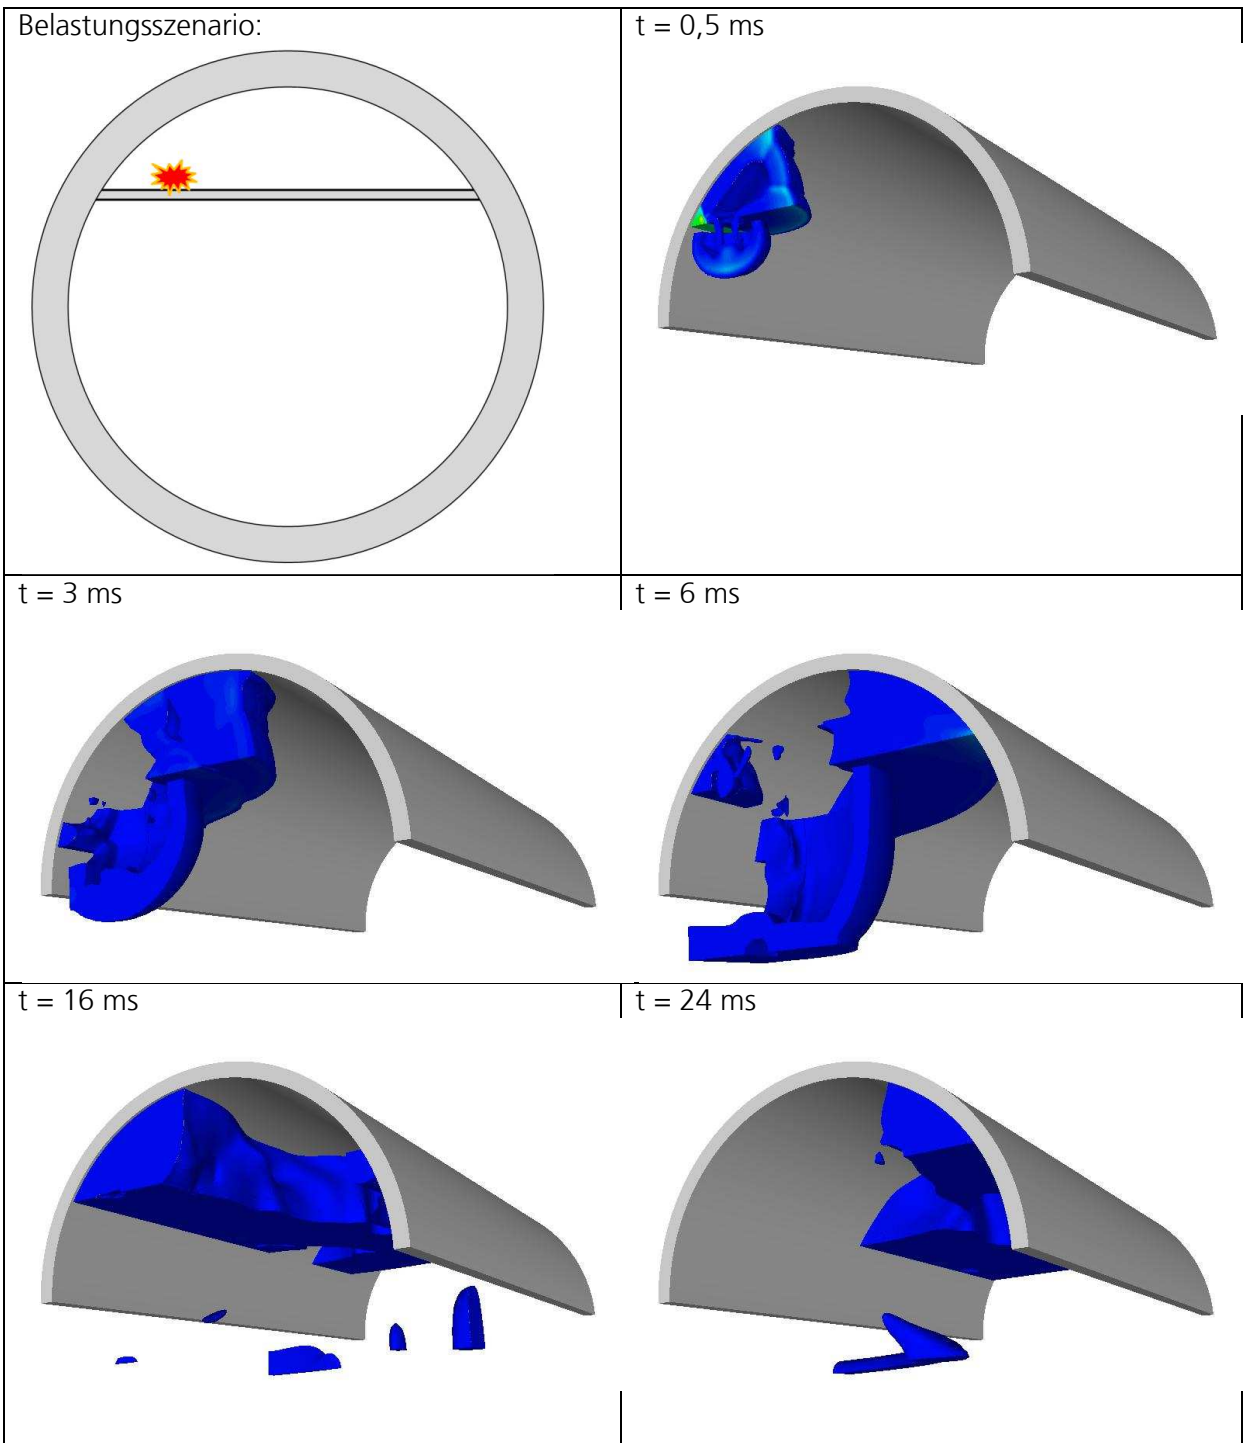 Belastungsszenario:
t = 0,5 ms
t = 3 ms
t = 6 ms
t = 16 ms
t = 24 ms